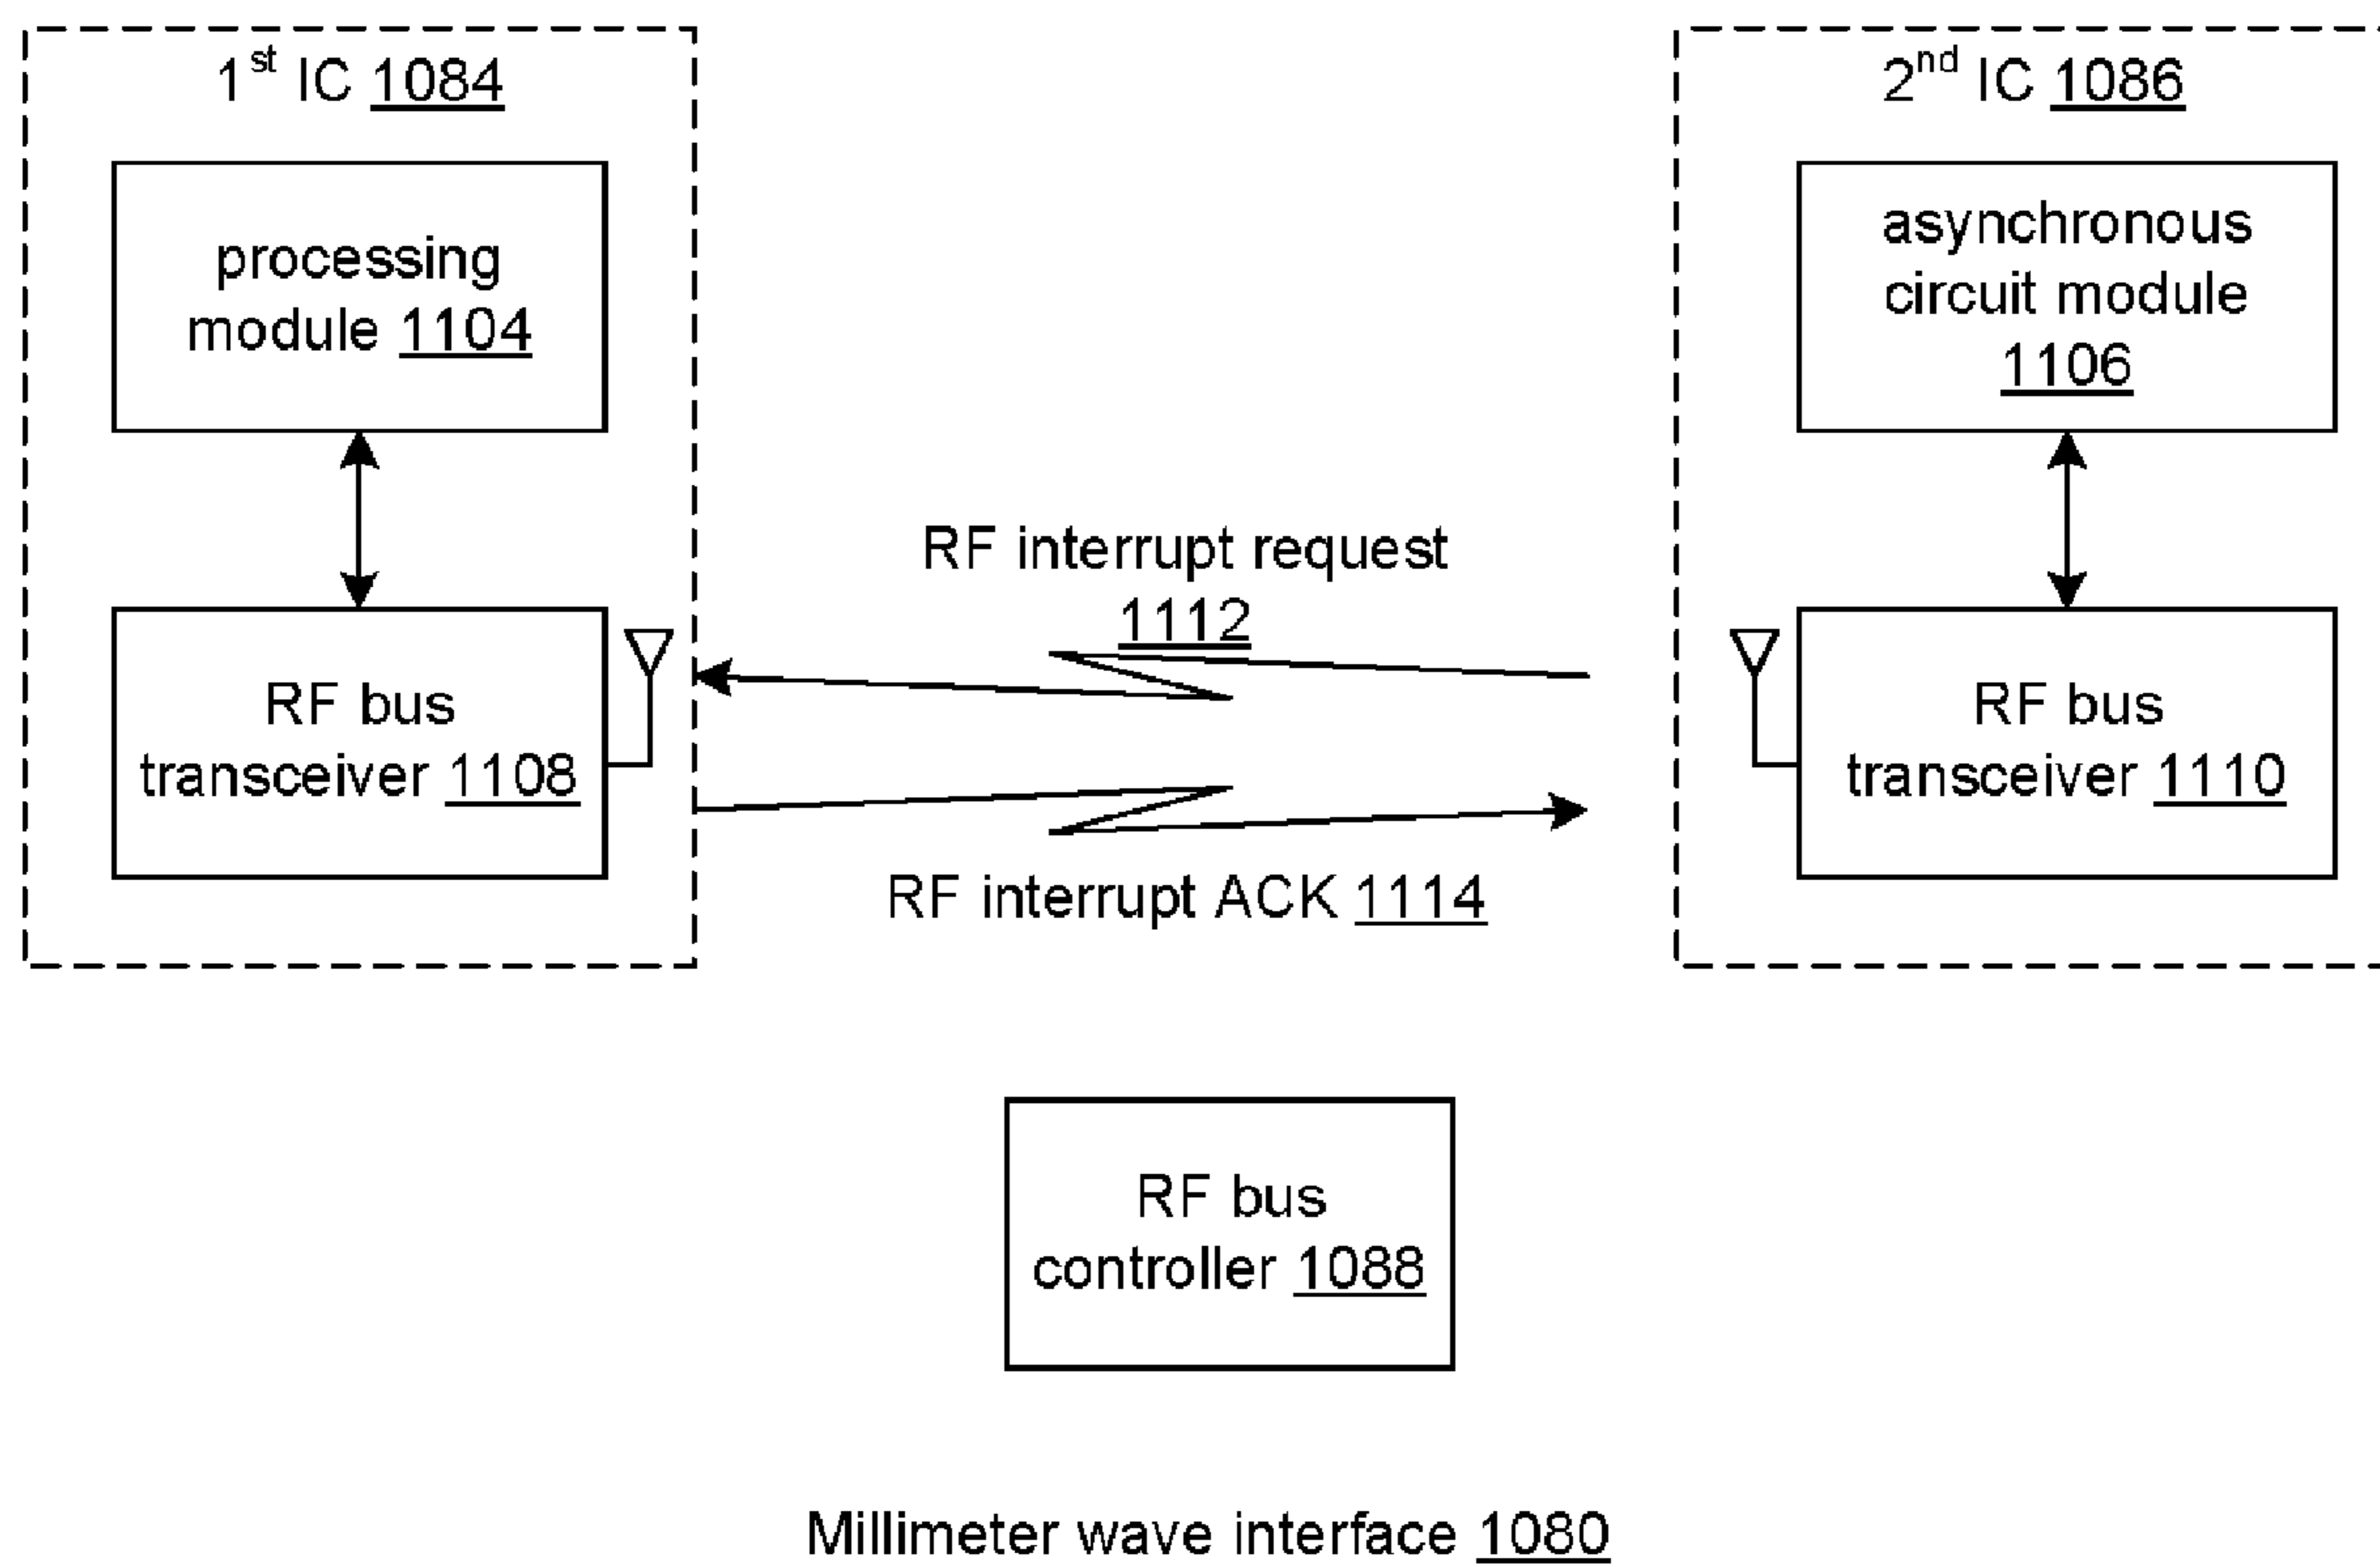 1st IC 1084
processing
module 1104
RF bus
transceiver 1108
RF interrupt request
1112
RF interrupt ACK 1114
2nd IC 1086
asynchronous
circuit module
1106
RF bus
transceiver 1110
RF bus
controller 1088
Millimeter wave interface 1080